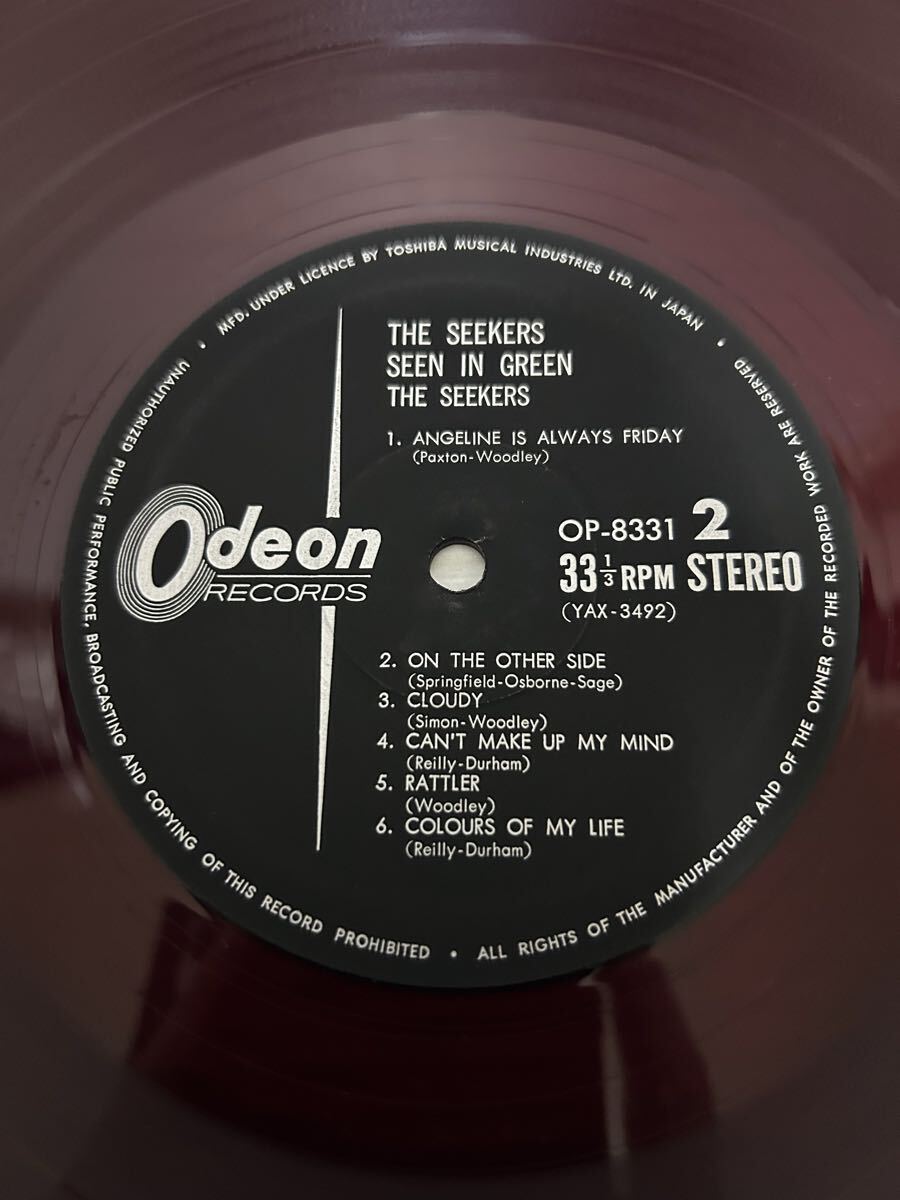 MFD. UNDER LICENCE BY TOSHIBA MUSICAL INDUSTRIES LTD. IN JAPAN •
THE SEEKERS
SEEN IN GREEN
THE SEEKERS
1. ANGELINE IS ALWAYS FRIDAY
(Paxton-Woodley)
Odeon
RECORDS
OP-8331 2
33 1/3 RPM STEREO
(YAX-3492)
2. ON THE OTHER SIDE
(Springfield-Osborne-Sage)
3. CLOUDY
(Simon-Woodley)
4. CAN'T MAKE UP MY MIND
(Reilly-Durham)
5. RATTLER
(Woodley)
6. COLOURS OF MY LIFE
(Reilly-Durham)
UNAUTHORIZED PUBLIC PERFORMANCE, BROADCASTING AND COPYING OF THIS RECORD PROHIBITED • ALL RIGHTS OF THE MANUFACTURER AND OF THE OWNER OF THE RECORDED WORK ARE RESERVED